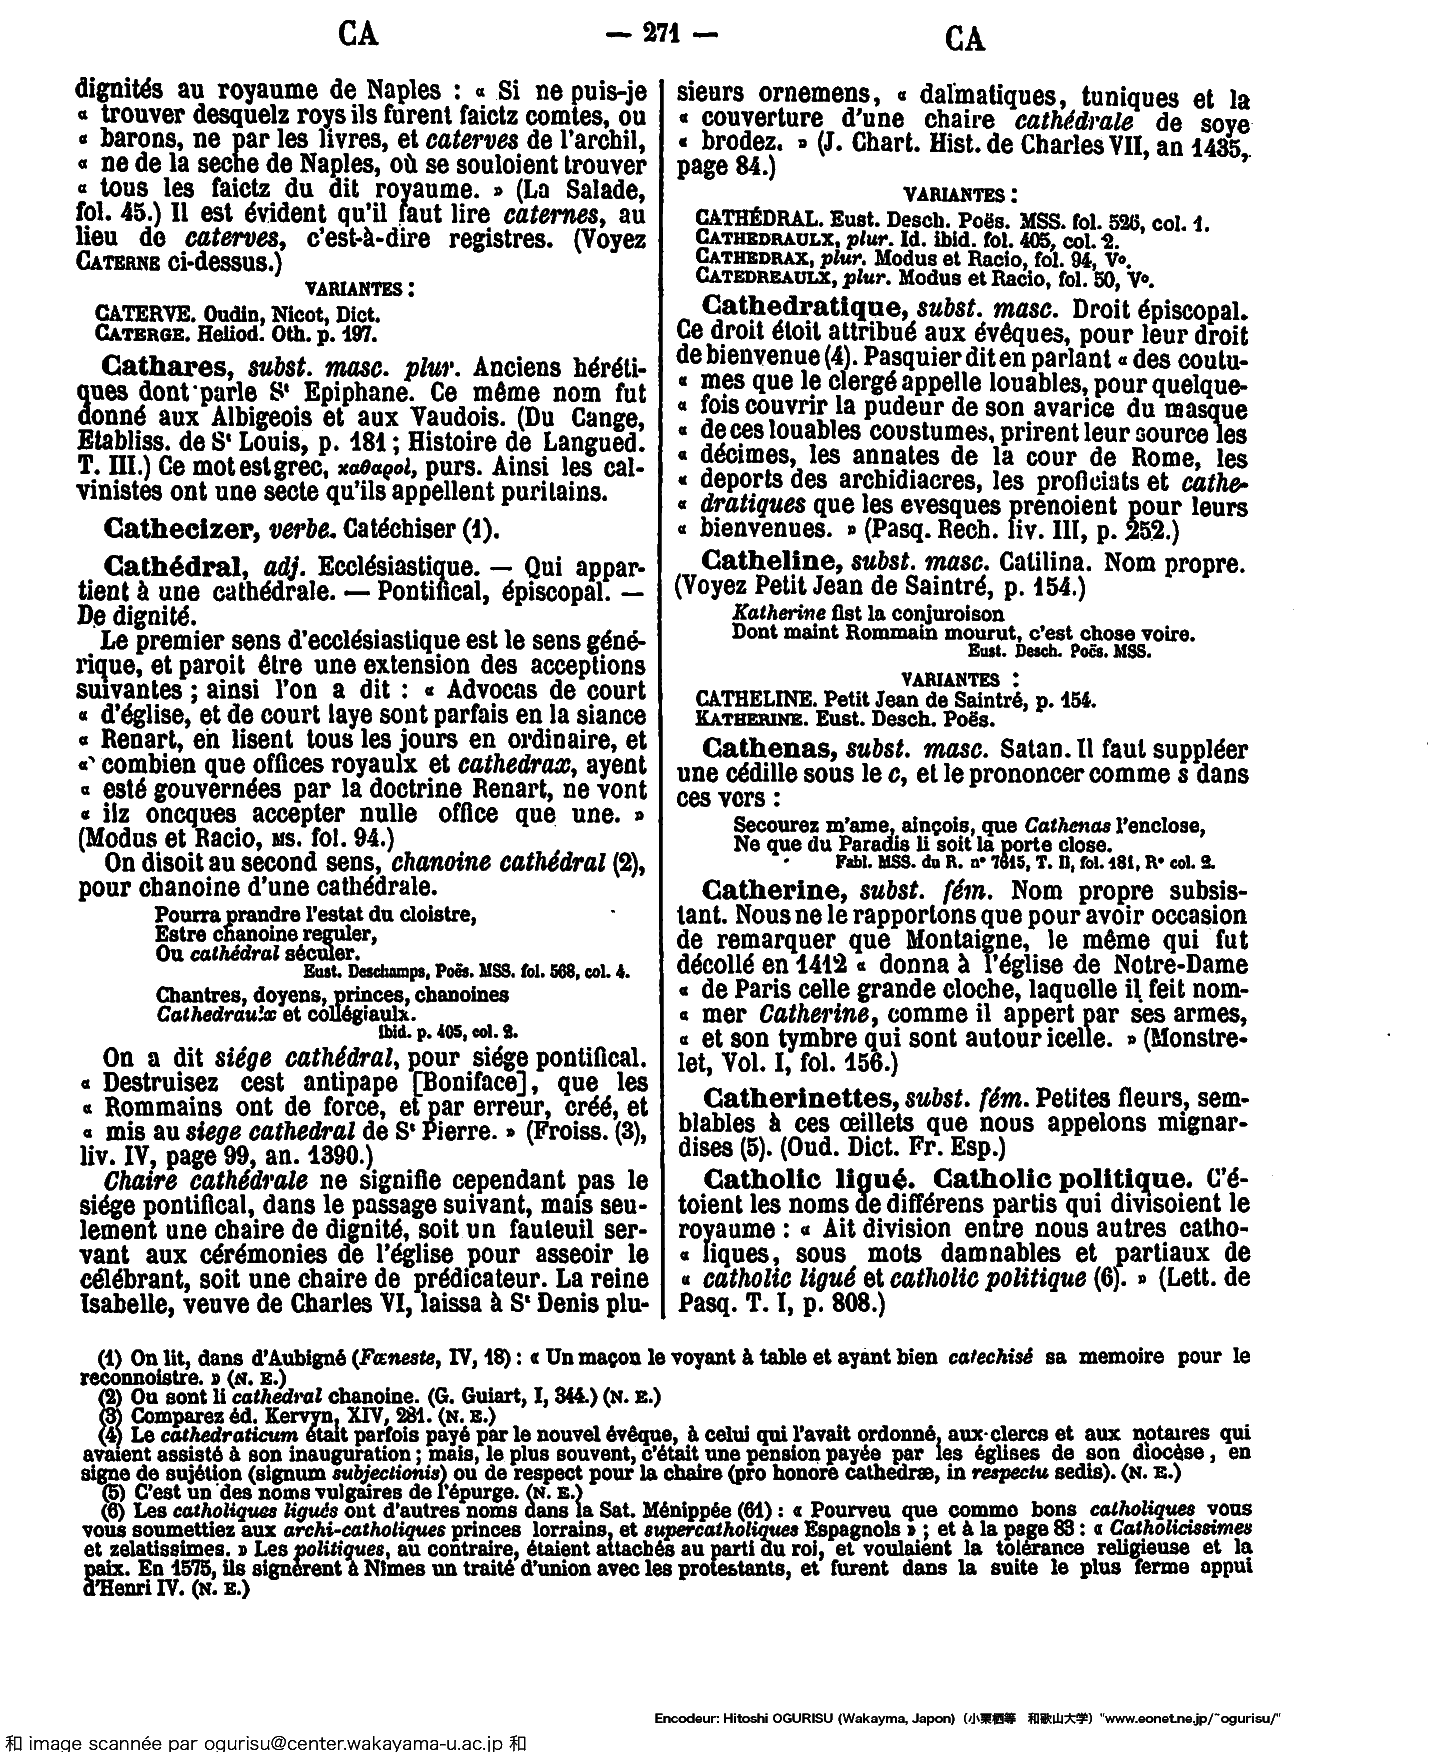 CA — 271 — CA
dignités au royaume de Naples : « Si ne puis-je
« trouver desquelz roys ils furent faictz comtes, ou
« barons, ne par les livres, et caterves de l'archil,
« ne de la seche de Naples, où se souloient trouver
« tous les faictz du dit royaume. » (La Salade,
fol. 45.) Il est évident qu'il faut lire caternes, au
lieu de caterves, c'est-à-dire registres. (Voyez
CATERNE ci-dessus.)
VARIANTES :
CATERVE. Oudin, Nicot, Dict.
CATERGE. Heliod. Oth. p. 197.
Cathares, subst. masc. plur. Anciens héréti-
ques dont parle St Epiphane. Ce même nom fut
donné aux Albigeois et aux Vaudois. (Du Cange,
Etabliss. de St Louis, p. 181 ; Histoire de Langued.
T. III.) Ce mot est grec, καθαροί, purs. Ainsi les cal-
vinistes ont une secte qu'ils appellent puritains.
Cathecizer, verbe. Catéchiser (1).
Cathédral, adj. Ecclésiastique. — Qui appar-
tient à une cathédrale. — Pontifical, épiscopal. —
De dignité.
Le premier sens d'ecclésiastique est le sens géné-
rique, et paroit être une extension des acceptions
suivantes ; ainsi l'on a dit : « Advocas de court
« d'église, et de court laye sont parfais en la siance
« Renart, en lisent tous les jours en ordinaire, et
« combien que offices royaulx et cathedrax, ayent
« esté gouvernées par la doctrine Renart, ne vont
« ilz oncques accepter nulle office que une. »
(Modus et Racio, MS. fol. 94.)
On disoit au second sens, chanoine cathédral (2),
pour chanoine d'une cathédrale.
Pourra prandre l'estat du cloistre,
Estre chanoine reguler,
Ou cathédral séculer.
Eust. Deschamps, Poës. MSS. fol. 568, col. 4.
Chantres, doyens, princes, chanoines
Cathedraulx et collégiaulx.
Ibid. p. 405, col. 2.
On a dit siége cathédral, pour siége pontifical.
« Destruisez cest antipape [Boniface], que les
« Rommains ont de force, et par erreur, créé, et
« mis au siege cathedral de St Pierre. » (Froiss. (3),
liv. IV, page 99, an. 1390.)
Chaire cathédrale ne signifie cependant pas le
siége pontifical, dans le passage suivant, mais seu-
lement une chaire de dignité, soit un fauteuil ser-
vant aux cérémonies de l'église pour asseoir le
célébrant, soit une chaire de prédicateur. La reine
Isabelle, veuve de Charles VI, laissa à St Denis plu-
sieurs ornemens, « dalmatiques, tuniques et la
« couverture d'une chaire cathédrale de soye
« brodez. » (J. Chart. Hist. de Charles VII, an 1435,
page 84.)
VARIANTES :
CATHÉDRAL. Eust. Desch. Poës. MSS. fol. 526, col. 1.
CATHEDRAULX, plur. Id. ibid. fol. 405, col. 2.
CATHEDRAX, plur. Modus et Racio, fol. 94, Vo.
CATEDREAULX, plur. Modus et Racio, fol. 50, Vo.
Cathedratique, subst. masc. Droit épiscopal.
Ce droit étoit attribué aux évêques, pour leur droit
de bienvenue (4). Pasquier dit en parlant « des coutu-
« mes que le clergé appelle louables, pour quelque-
« fois couvrir la pudeur de son avarice du masque
« de ces louables coustumes, prirent leur source les
« décimes, les annates de la cour de Rome, les
« deports des archidiacres, les proficiats et cathe-
« dratiques que les evesques prenoient pour leurs
« bienvenues. » (Pasq. Rech. liv. III, p. 252.)
Catheline, subst. masc. Catilina. Nom propre.
(Voyez Petit Jean de Saintré, p. 154.)
Katherine fist la conjuroison
Dont maint Rommain mourut, c'est chose voire.
Eust. Desch. Poës. MSS.
VARIANTES :
CATHELINE. Petit Jean de Saintré, p. 154.
KATHERINE. Eust. Desch. Poës.
Cathenas, subst. masc. Satan. Il faut suppléer
une cédille sous le c, et le prononcer comme s dans
ces vers :
Secourez m'ame, ainçois, que Cathenas l'enclose,
Ne que du Paradis li soit la porte close.
Fabl. MSS. du R. no 7615, T. II, fol. 181, Ro col. 2.
Catherine, subst. fém. Nom propre subsis-
tant. Nous ne le rapportons que pour avoir occasion
de remarquer que Montaigne, le même qui fut
décollé en 1412 « donna à l'église de Notre-Dame
« de Paris celle grande cloche, laquelle il feit nom-
« mer Catherine, comme il appert par ses armes,
« et son tymbre qui sont autour icelle. » (Monstre-
let, Vol. I, fol. 156.)
Catherinettes, subst. fém. Petites fleurs, sem-
blables à ces œillets que nous appelons mignar-
dises (5). (Oud. Dict. Fr. Esp.)
Catholic ligué. Catholic politique. C'é-
toient les noms de différens partis qui divisoient le
royaume : « Ait division entre nous autres catho-
« liques, sous mots damnables et partiaux de
« catholic ligué et catholic politique (6). » (Lett. de
Pasq. T. I, p. 808.)
(1) On lit, dans d'Aubigné (Fœneste, IV, 18) : « Un maçon le voyant à table et ayant bien catechisé sa memoire pour le
reconnoistre. » (N. E.)
(2) Ou sont li cathedral chanoine. (G. Guiart, I, 344.) (N. E.)
(3) Comparez éd. Kervyn, XIV, 281. (N. E.)
(4) Le cathedraticum était parfois payé par le nouvel évêque, à celui qui l'avait ordonné, aux clercs et aux notaires qui
avaient assisté à son inauguration ; mais, le plus souvent, c'était une pension payée par les églises de son diocèse, en
signe de sujétion (signum subjectionis) ou de respect pour la chaire (pro honore cathedræ, in respectu sedis). (N. E.)
(5) C'est un des noms vulgaires de l'épurge. (N. E.)
(6) Les catholiques ligués ont d'autres noms dans la Sat. Ménippée (61) : « Pourveu que comme bons catholiques vous
vous soumettiez aux archi-catholiques princes lorrains, et supercatholiques Espagnols » ; et à la page 83 : « Catholicissimes
et zelatissimes. » Les politiques, au contraire, étaient attachés au parti du roi, et voulaient la tolérance religieuse et la
paix. En 1575, ils signèrent à Nîmes un traité d'union avec les protestants, et furent dans la suite le plus ferme appui
d'Henri IV. (N. E.)
Encodeur: Hitoshi OGURISU (Wakayma, Japon) (小栗栖等 和歌山大学) "www.eonet.ne.jp/~ogurisu/"
和 image scannée par ogurisu@center.wakayama-u.ac.jp 和